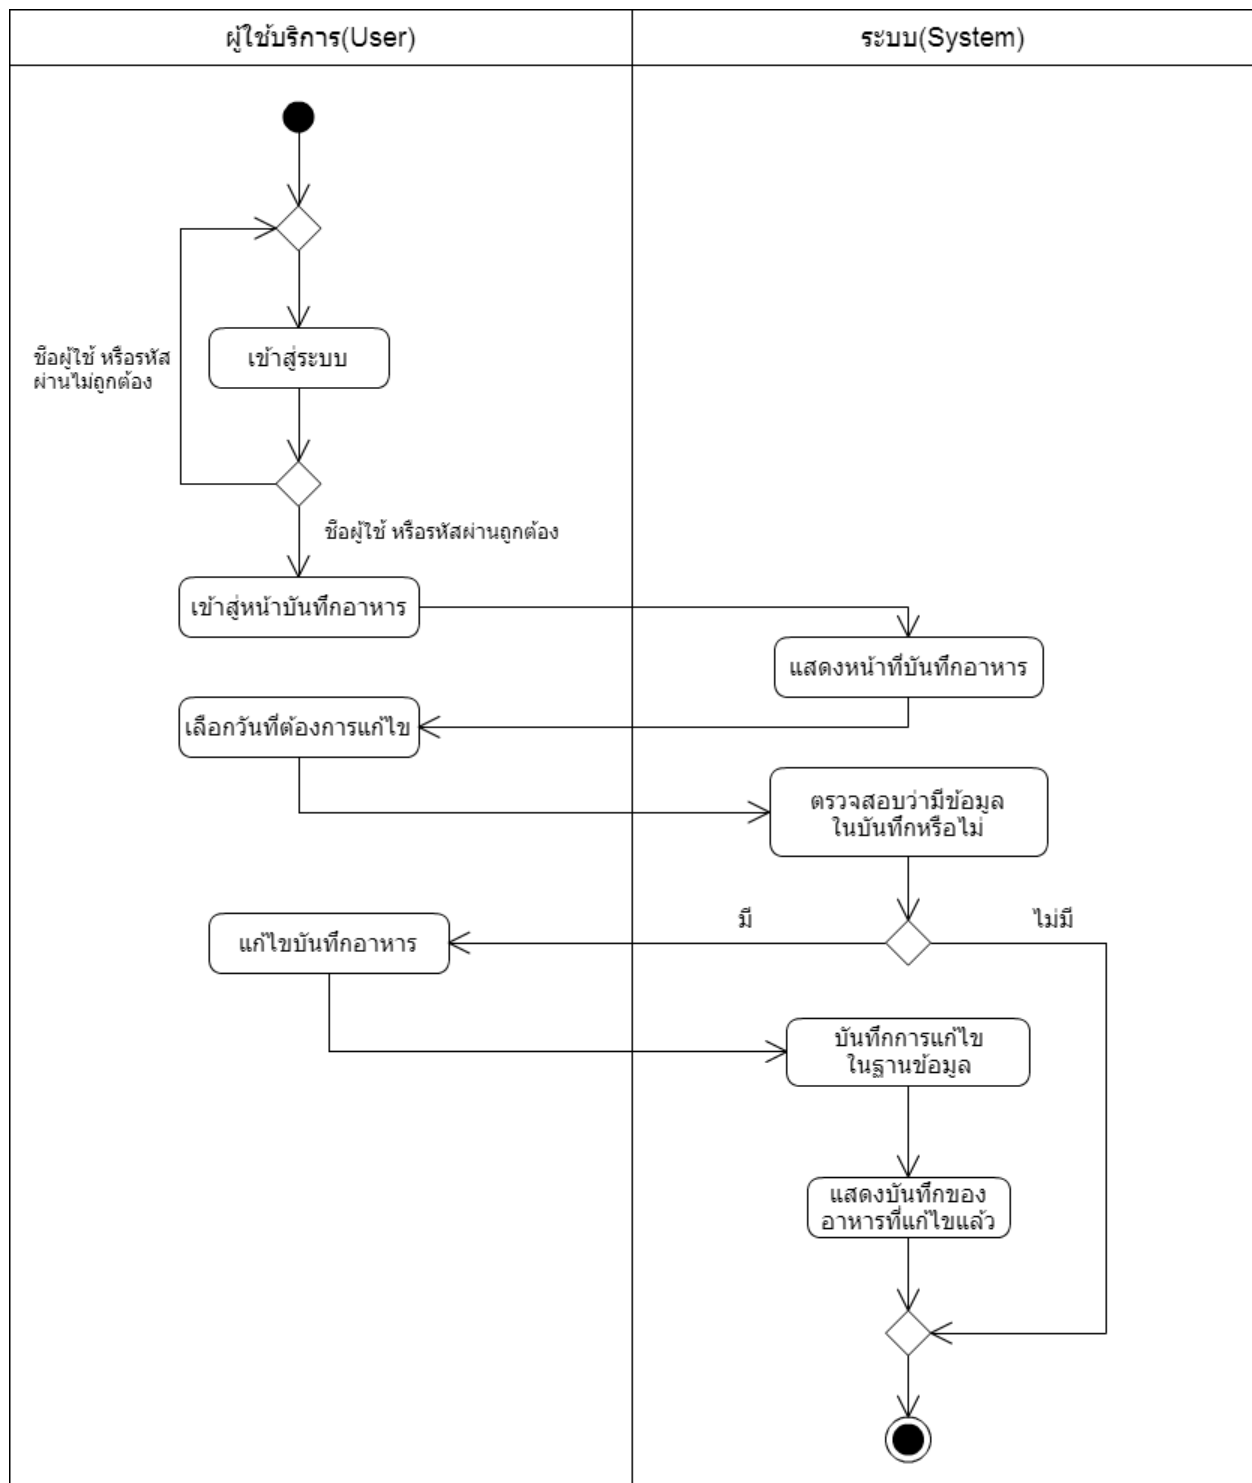 ผู้ใช้บริการ(User)
ระบบ(System)
เข้าสู่ระบบ
ชื่อผู้ใช้ หรือรหัส
ผ่านไม่ถูกต้อง
ชื่อผู้ใช้ หรือรหัสผ่านถูกต้อง
เข้าสู่หน้าบันทึกอาหาร
แสดงหน้าที่บันทึกอาหาร
เลือกวันที่ต้องการแก้ไข
ตรวจสอบว่ามีข้อมูล
ในบันทึกหรือไม่
มี
ไม่มี
แก้ไขบันทึกอาหาร
บันทึกการแก้ไข
ในฐานข้อมูล
แสดงบันทึกของ
อาหารที่แก้ไขแล้ว